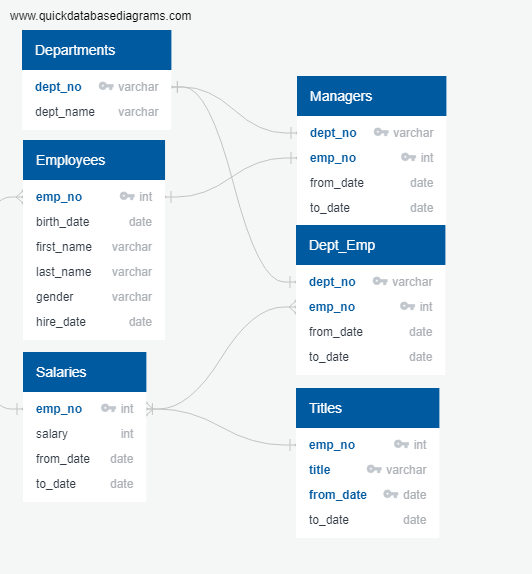 www.quickdatabasediagrams.com
Departments
dept_no varchar
dept_name varchar
Employees
emp_no int
birth_date date
first_name varchar
last_name varchar
gender varchar
hire_date date
Salaries
emp_no int
salary int
from_date date
to_date date
Managers
dept_no varchar
emp_no int
from_date date
to_date date
Dept_Emp
dept_no varchar
emp_no int
from_date date
to_date date
Titles
emp_no int
title varchar
from_date date
to_date date